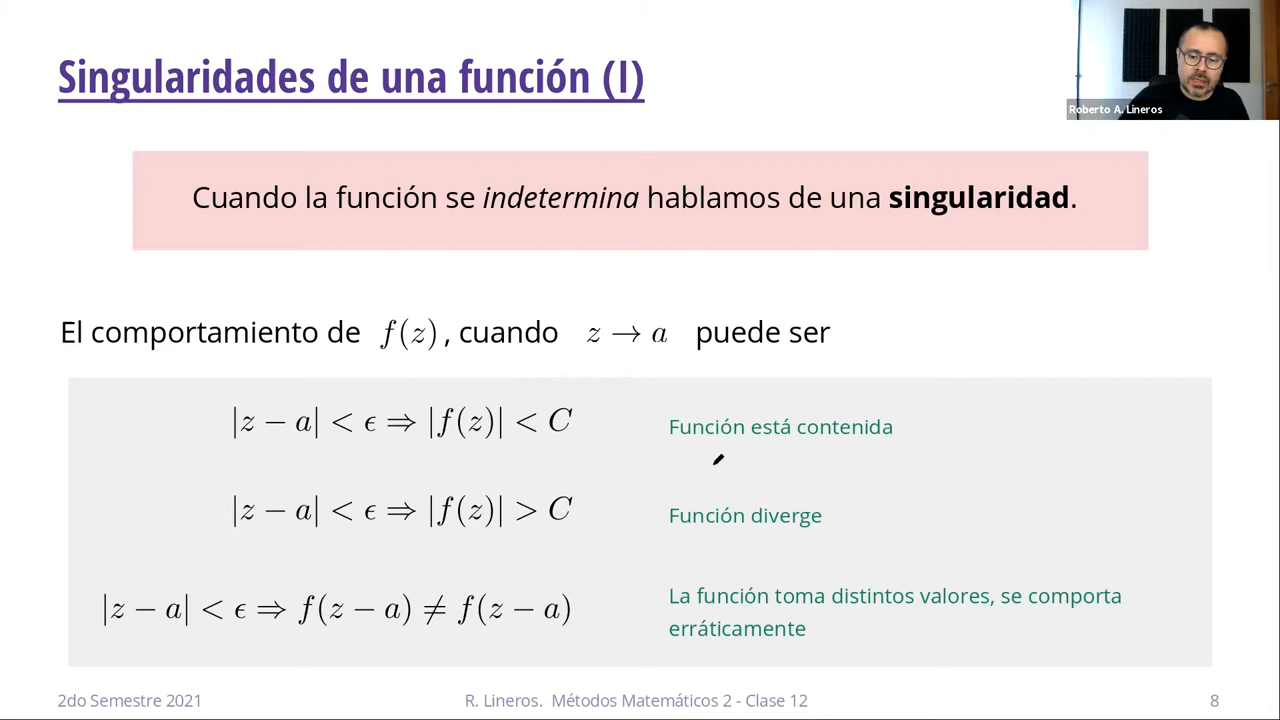 Singularidades de una función (I)
Roberto A. Lineros
Cuando la función se indetermina hablamos de una singularidad.
El comportamiento de f(z), cuando z → a puede ser
|z − a| < ϵ ⇒ |f(z)| < C Función está contenida
|z − a| < ϵ ⇒ |f(z)| > C Función diverge
|z − a| < ϵ ⇒ f(z − a) ≠ f(z − a) La función toma distintos valores, se comporta
erráticamente
2do Semestre 2021 R. Lineros. Métodos Matemáticos 2 - Clase 12 8